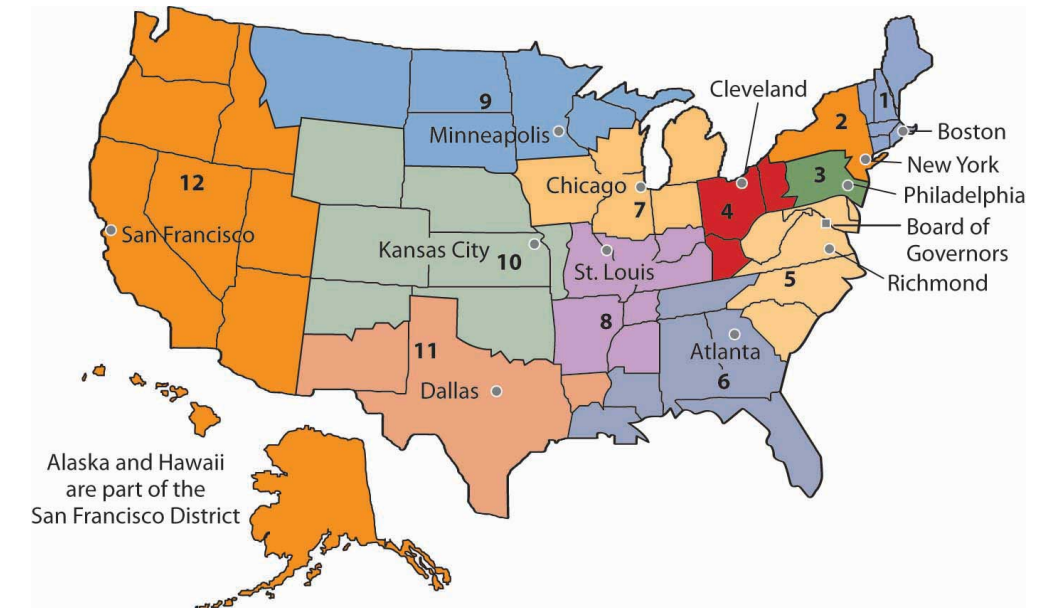 Cleveland
9
1
2
Minneapolis
Boston
New York
Chicago
3
12
Philadelphia
7
4
San Francisco
Board of
Governors
Kansas City
10
St. Louis
Richmond
5
8
11
Atlanta
6
Dallas
Alaska and Hawaii
are part of the
San Francisco District